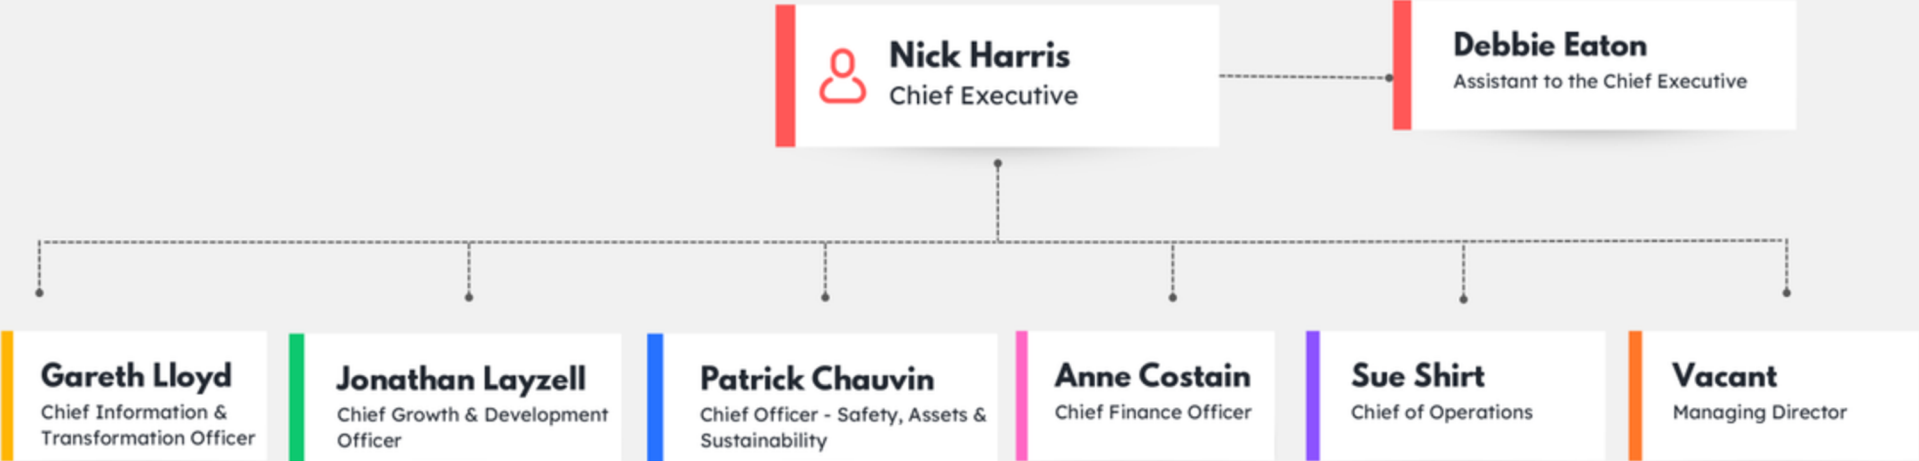 Nick Harris
Chief Executive
Debbie Eaton
Assistant to the Chief Executive
Gareth Lloyd
Chief Information &
Transformation Officer
Jonathan Layzell
Chief Growth & Development
Officer
Patrick Chauvin
Chief Officer - Safety, Assets &
Sustainability
Anne Costain
Chief Finance Officer
Sue Shirt
Chief of Operations
Vacant
Managing Director